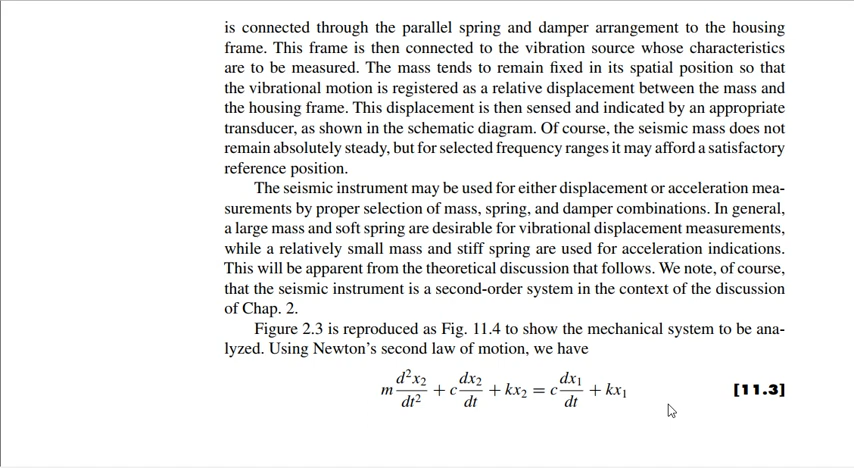 is connected through the parallel spring and damper arrangement to the housing
frame. This frame is then connected to the vibration source whose characteristics
are to be measured. The mass tends to remain fixed in its spatial position so that
the vibrational motion is registered as a relative displacement between the mass and
the housing frame. This displacement is then sensed and indicated by an appropriate
transducer, as shown in the schematic diagram. Of course, the seismic mass does not
remain absolutely steady, but for selected frequency ranges it may afford a satisfactory
reference position.
The seismic instrument may be used for either displacement or acceleration mea-
surements by proper selection of mass, spring, and damper combinations. In general,
a large mass and soft spring are desirable for vibrational displacement measurements,
while a relatively small mass and stiff spring are used for acceleration indications.
This will be apparent from the theoretical discussion that follows. We note, of course,
that the seismic instrument is a second-order system in the context of the discussion
of Chap. 2.
Figure 2.3 is reproduced as Fig. 11.4 to show the mechanical system to be ana-
lyzed. Using Newton's second law of motion, we have
m d²x₂/dt² + c dx₂/dt + kx₂ = c dx₁/dt + kx₁ [11.3]